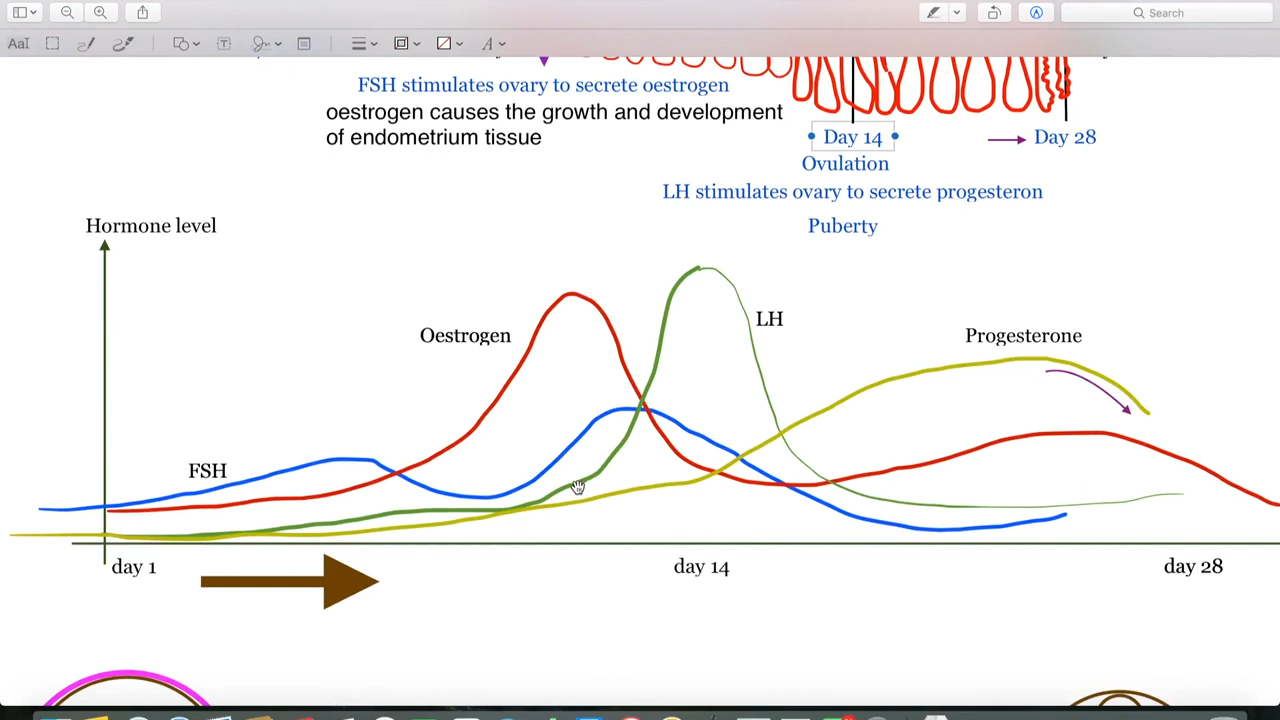 Search
AaI
T
A
FSH stimulates ovary to secrete oestrogen
oestrogen causes the growth and development
of endometrium tissue
Day 14
Day 28
Ovulation
LH stimulates ovary to secrete progesteron
Puberty
Hormone level
Oestrogen
LH
Progesterone
FSH
day 1
day 14
day 28